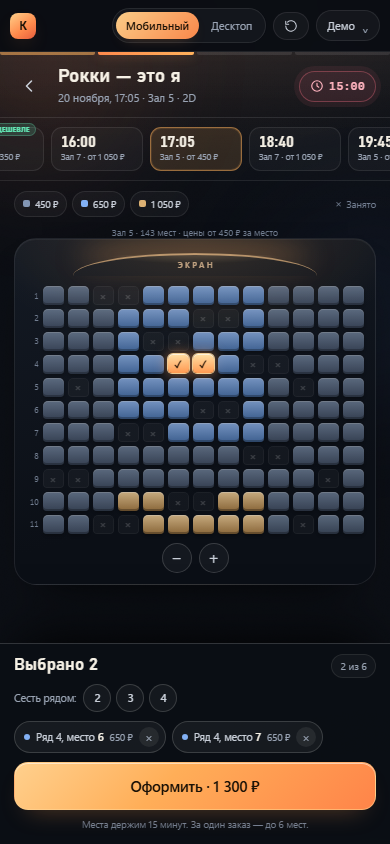 K
Мобильный
Десктоп
Демо
Рокки — это я
20 ноября, 17:05 · Зал 5 · 2D
15:00
ДЕШЕВЛЕ
16:00
17:05
18:40
350 ₽
Зал 7 · от 1 050 ₽
Зал 5 · от 450 ₽
Зал 7 · от 1 050 ₽
Зал 5 ·
450 ₽
650 ₽
1 050 ₽
× Занято
Зал 5 · 143 мест · цены от 450 ₽ за место
ЭКРАН
1
2
3
4 ✓ ✓
5
6
7
8
9
10
11
− +
Выбрано 2
2 из 6
Сесть рядом: 2 3 4
Ряд 4, место 6 650 ₽ ×
Ряд 4, место 7 650 ₽ ×
Оформить · 1 300 ₽
Места держим 15 минут. За один заказ — до 6 мест.